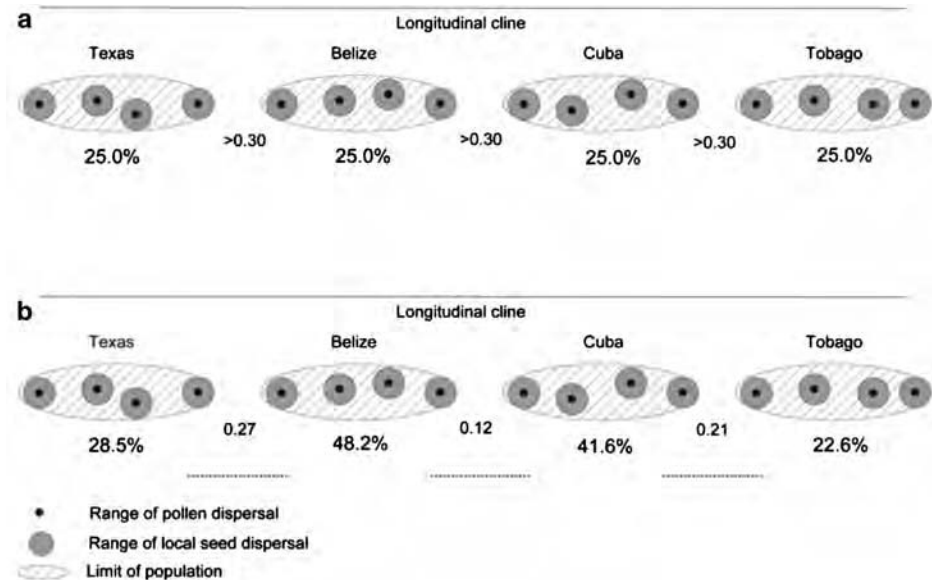 a
Longitudinal cline
Texas Belize Cuba Tobago
>0.30 >0.30 >0.30
25.0% 25.0% 25.0% 25.0%
b
Longitudinal cline
Texas Belize Cuba Tobago
0.27 0.12 0.21
28.5% 48.2% 41.6% 22.6%
Range of pollen dispersal
Range of local seed dispersal
Limit of population